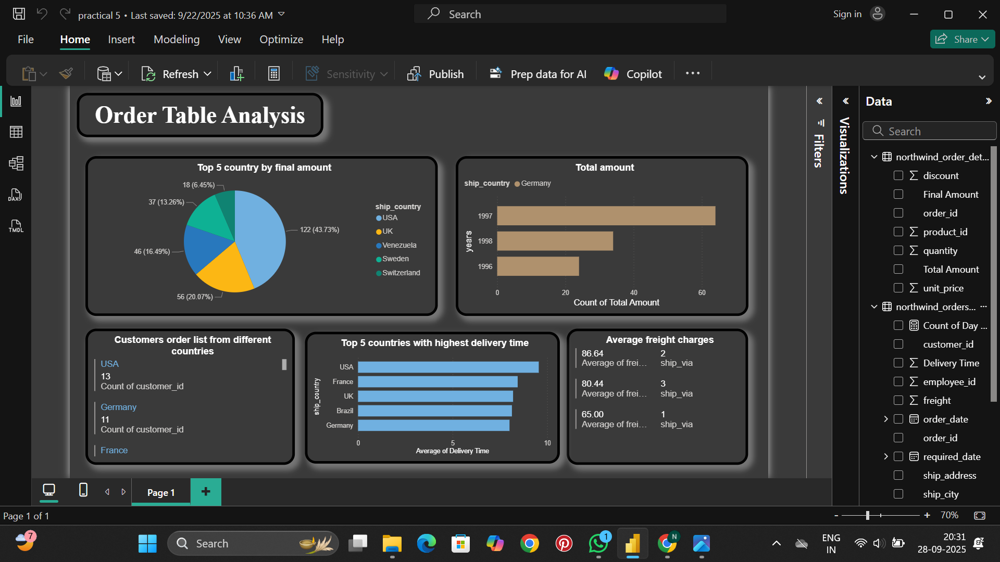 practical 5 • Last saved: 9/22/2025 at 10:36 AM
Search
Sign in
File
Home
Insert
Modeling
View
Optimize
Help
Share
Refresh
Sensitivity
Publish
Prep data for AI
Copilot
DAX
TMDL
Order Table Analysis
Top 5 country by final amount
18 (6.45%)
37 (13.26%)
46 (16.49%)
56 (20.07%)
122 (43.73%)
ship_country
USA
UK
Venezuela
Sweden
Switzerland
Total amount
ship_country Germany
years
1997
1998
1996
0 20 40 60
Count of Total Amount
Customers order list from different
countries
USA
13
Count of customer_id
Germany
11
Count of customer_id
France
Top 5 countries with highest delivery time
ship_country
USA
France
UK
Brazil
Germany
0 5 10
Average of Delivery Time
Average freight charges
86.64 2
Average of frei... ship_via
80.44 3
Average of frei... ship_via
65.00 1
Average of frei... ship_via
Filters
Visualizations
Data
Search
northwind_order_det...
discount
Final Amount
order_id
product_id
quantity
Total Amount
unit_price
northwind_orders...
Count of Day ...
customer_id
Delivery Time
employee_id
freight
order_date
order_id
required_date
ship_address
ship_city
Page 1
Page 1 of 1
70%
7
Search
1
N
ENG
IN
20:31
28-09-2025